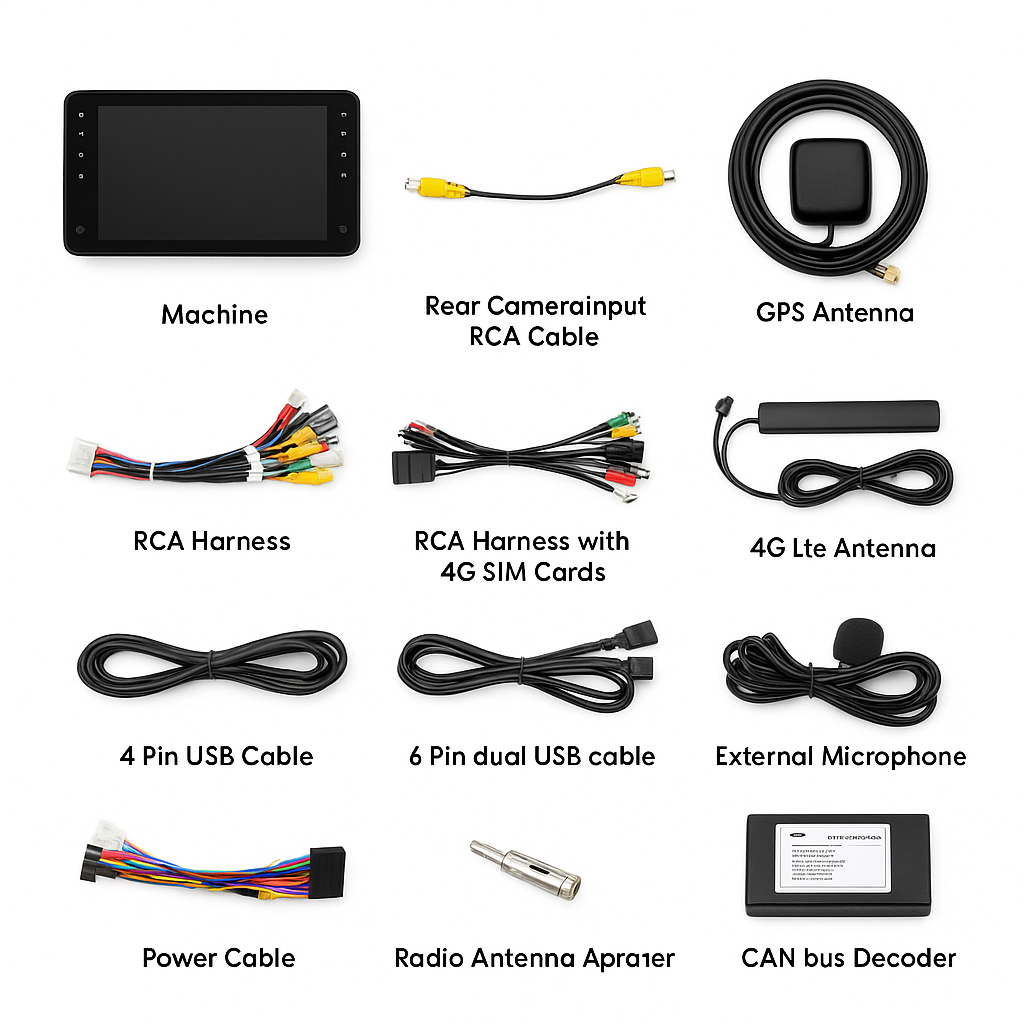 Machine
Rear Camerainput
RCA Cable
GPS Antenna
RCA Harness
RCA Harness with
4G SIM Cards
4G Lte Antenna
4 Pin USB Cable
6 Pin dual USB cable
External Microphone
Power Cable
Radio Antenna Apra1er
CAN bus Decoder